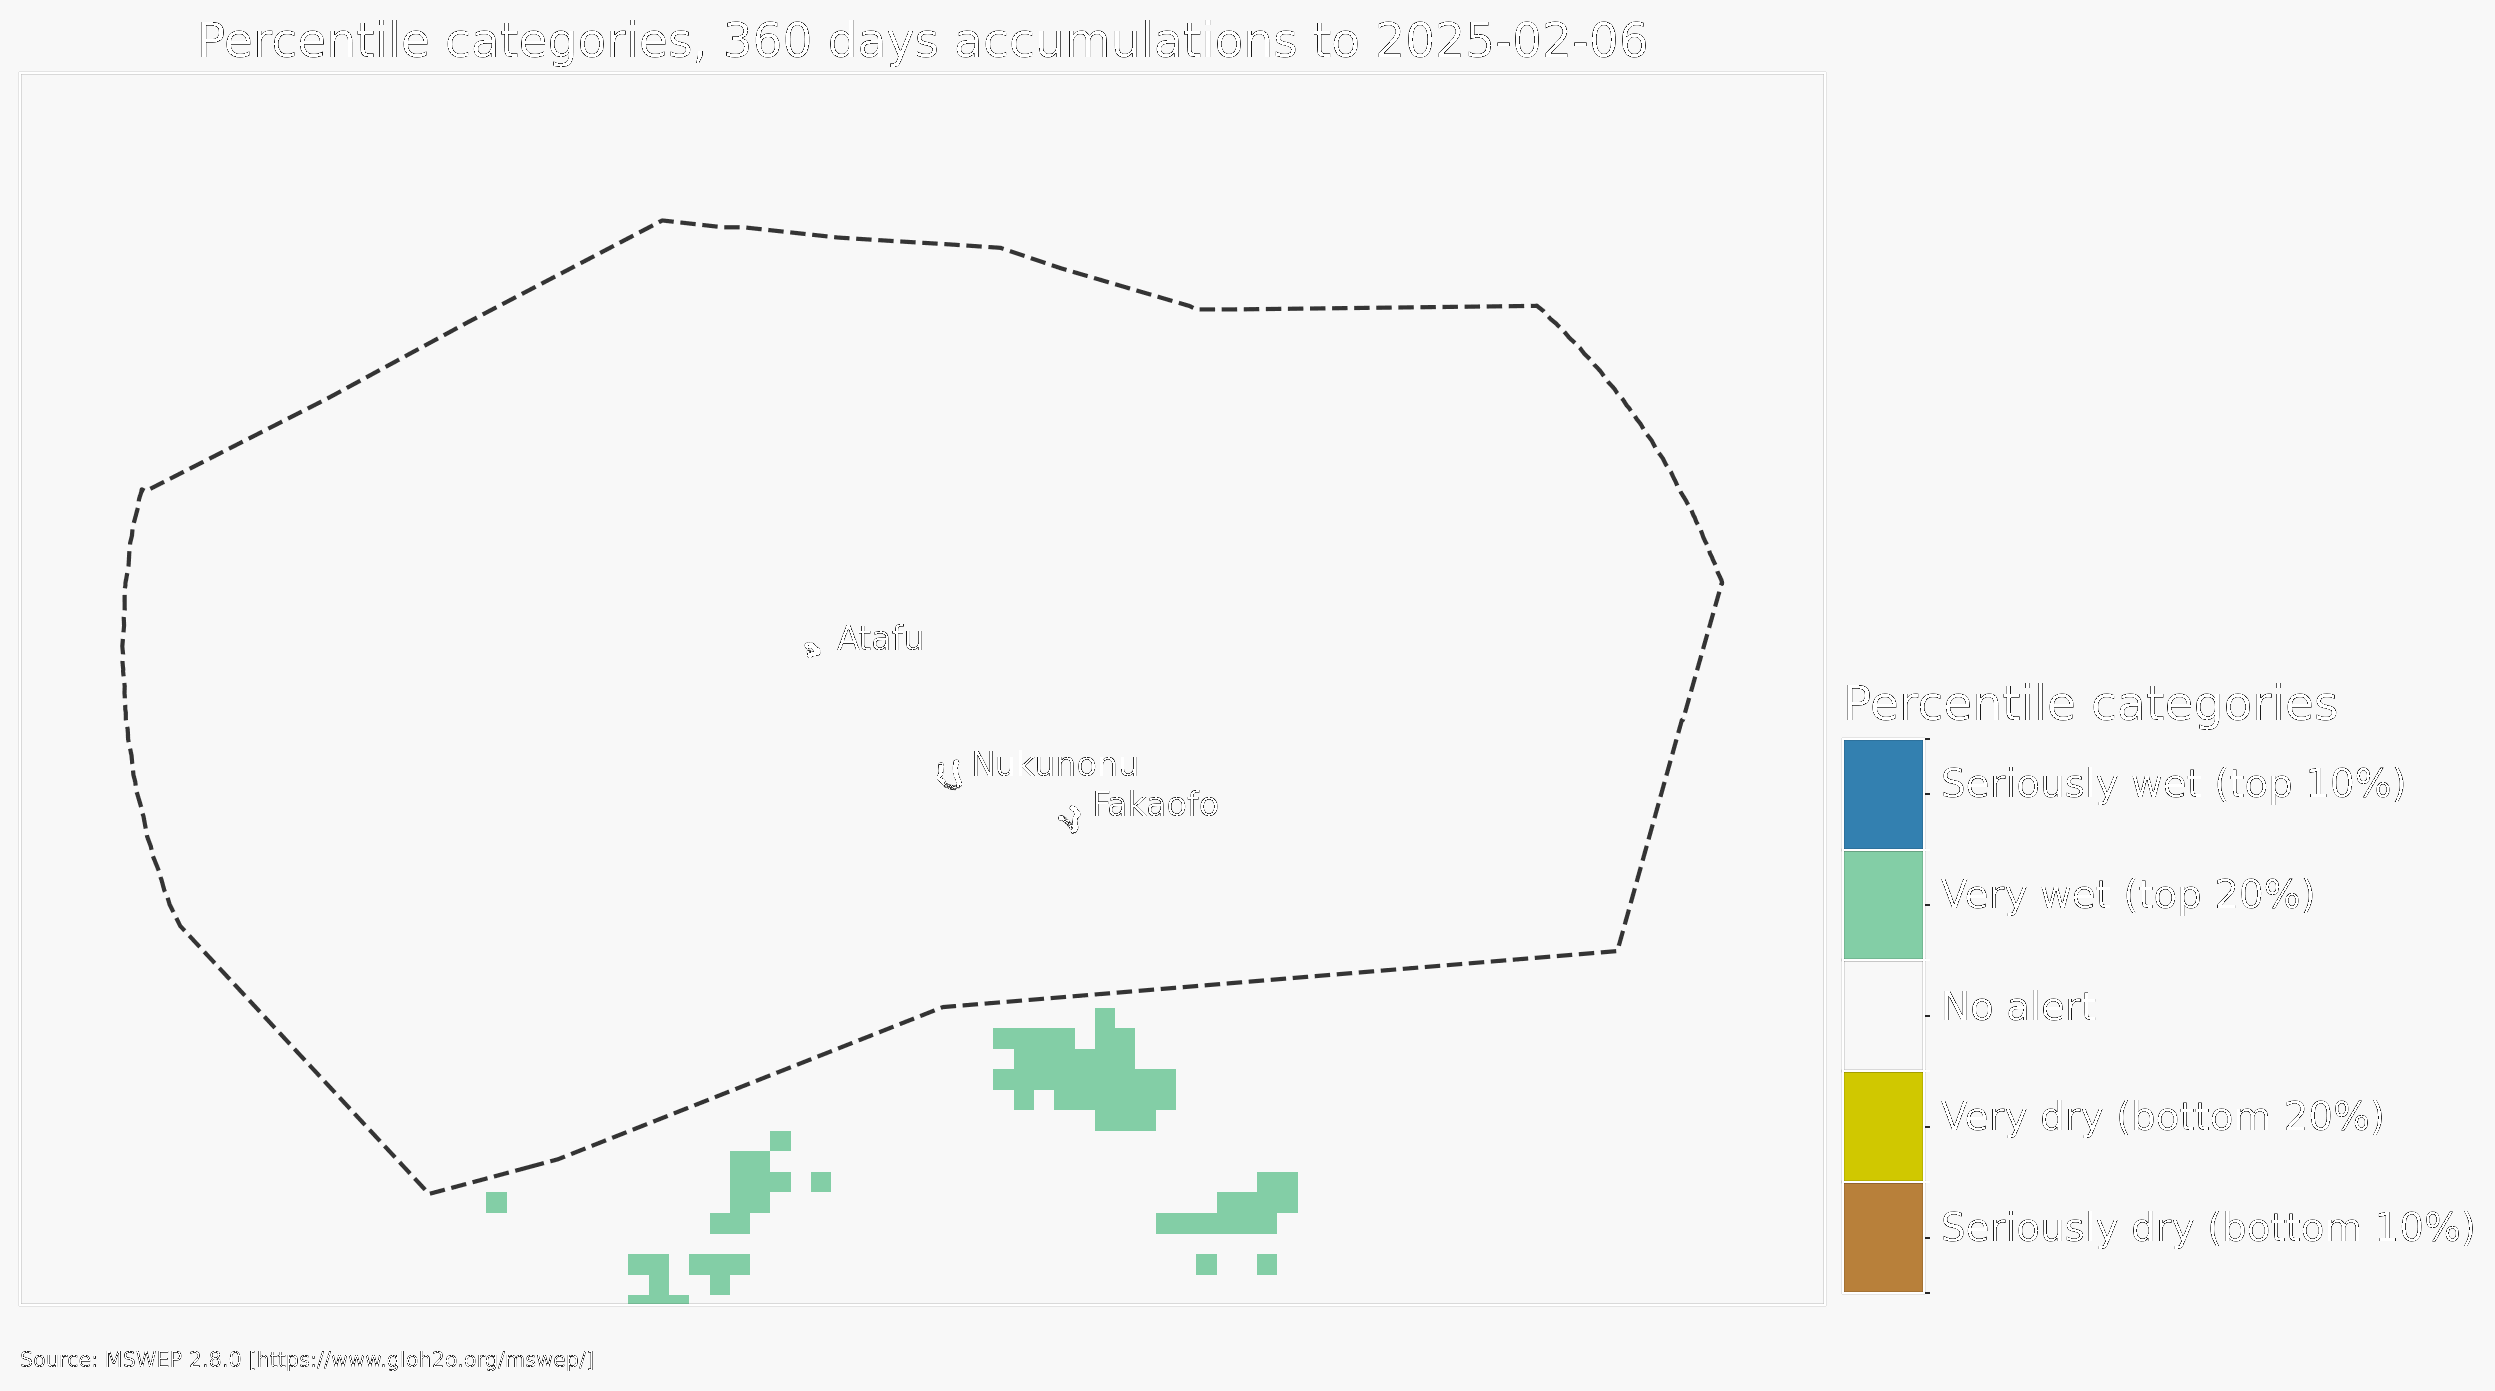 Percentile categories, 360 days accumulations to 2025-02-06
Atafu
Nukunonu
Fakaofo
Percentile categories
Seriously wet (top 10%)
Very wet (top 20%)
No alert
Very dry (bottom 20%)
Seriously dry (bottom 10%)
Source: MSWEP 2.8.0 [https://www.gloh2o.org/mswep/]